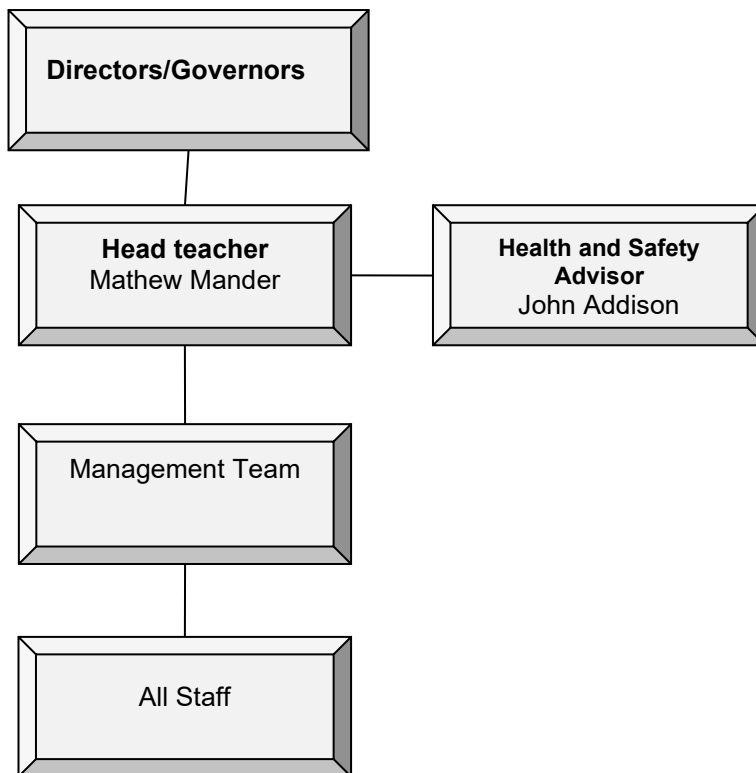 Directors/Governors
Head teacher
Mathew Mander
Health and Safety
Advisor
John Addison
Management Team
All Staff